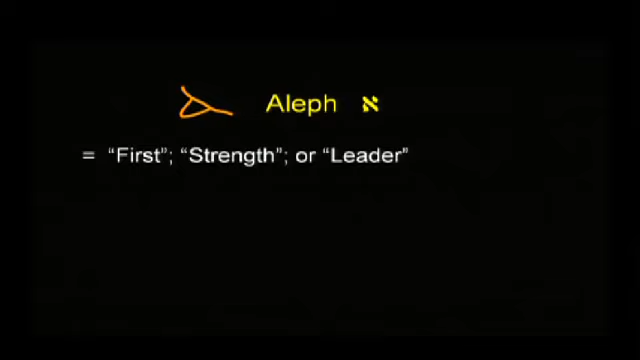 Aleph א
= “First”; “Strength”; or “Leader”